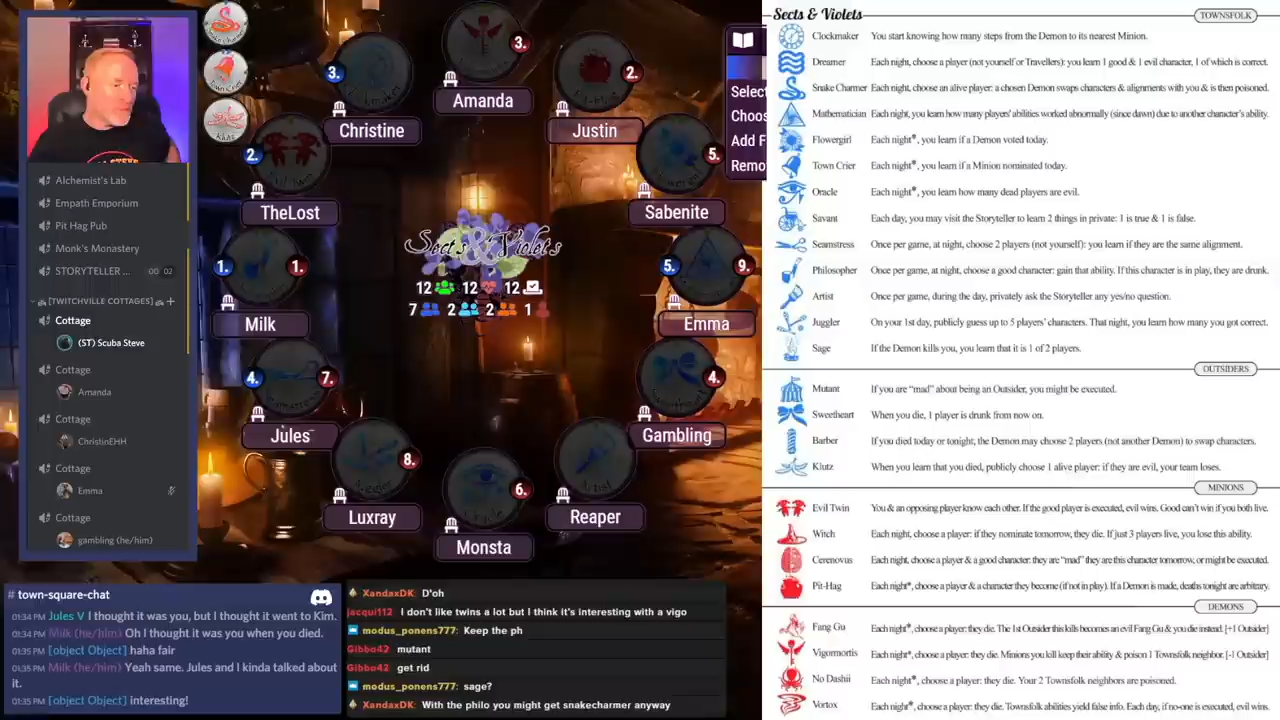 Alchemist's Lab
Empath Emporium
Pit Hag Pub
Monk's Monastery
STORYTELLER ... 00 02
[TWITCHVILLE COTTAGES]
Cottage
(ST) Scuba Steve
Cottage
Amanda
Cottage
ChristinEHH
Cottage
Emma
Cottage
gambling (he/him)
3.
Amanda
3.
Christine
2.
Justin
2.
TheLost
5.
Sabenite
1. 1.
Milk
5. 9.
Emma
4. 7.
Jules
4.
Gambling
8.
Luxray
6.
Monsta
Reaper
Sects & Violets
12 12 12
7 2 2 1
Select
Choos
Add F
Remo
# town-square-chat
01:34 PM Jules V I thought it was you, but I thought it went to Kim.
01:34 PM Milk (he/him) Oh I thought it was you when you died.
01:35 PM [object Object] haha fair
01:35 PM Milk (he/him) Yeah same. Jules and I kinda talked about
it.
01:35 PM [object Object] interesting!
XandaxDK: D'oh
jacqui112 I don't like twins a lot but I think it's interesting with a vigo
modus_ponens777: Keep the ph
Gibbo42 mutant
Gibbo42 get rid
modus_ponens777: sage?
XandaxDK: With the philo you might get snakecharmer anyway
Sects & Violets
TOWNSFOLK
Clockmaker You start knowing how many steps from the Demon to its nearest Minion.
Dreamer Each night, choose a player (not yourself or Travellers): you learn 1 good & 1 evil character, 1 of which is correct.
Snake Charmer Each night, choose an alive player: a chosen Demon swaps characters & alignments with you & is then poisoned.
Mathematician Each night, you learn how many players' abilities worked abnormally (since dawn) due to another character's ability.
Flowergirl Each night*, you learn if a Demon voted today.
Town Crier Each night*, you learn if a Minion nominated today.
Oracle Each night*, you learn how many dead players are evil.
Savant Each day, you may visit the Storyteller to learn 2 things in private: 1 is true & 1 is false.
Seamstress Once per game, at night, choose 2 players (not yourself): you learn if they are the same alignment.
Philosopher Once per game, at night, choose a good character: gain that ability. If this character is in play, they are drunk.
Artist Once per game, during the day, privately ask the Storyteller any yes/no question.
Juggler On your 1st day, publicly guess up to 5 players' characters. That night, you learn how many you got correct.
Sage If the Demon kills you, you learn that it is 1 of 2 players.
OUTSIDERS
Mutant If you are “mad” about being an Outsider, you might be executed.
Sweetheart When you die, 1 player is drunk from now on.
Barber If you died today or tonight, the Demon may choose 2 players (not another Demon) to swap characters.
Klutz When you learn that you died, publicly choose 1 alive player: if they are evil, your team loses.
MINIONS
Evil Twin You & an opposing player know each other. If the good player is executed, evil wins. Good can't win if you both live.
Witch Each night, choose a player: if they nominate tomorrow, they die. If just 3 players live, you lose this ability.
Cerenovus Each night, choose a player & a good character: they are “mad” they are this character tomorrow, or might be executed.
Pit-Hag Each night*, choose a player & a character they become (if not in play). If a Demon is made, deaths tonight are arbitrary.
DEMONS
Fang Gu Each night*, choose a player: they die. The 1st Outsider this kills becomes an evil Fang Gu & you die instead. [+1 Outsider]
Vigormortis Each night*, choose a player: they die. Minions you kill keep their ability & poison 1 Townsfolk neighbor. [-1 Outsider]
No Dashii Each night*, choose a player: they die. Your 2 Townsfolk neighbors are poisoned.
Vortox Each night*, choose a player: they die. Townsfolk abilities yield false info. Each day, if no-one is executed, evil wins.